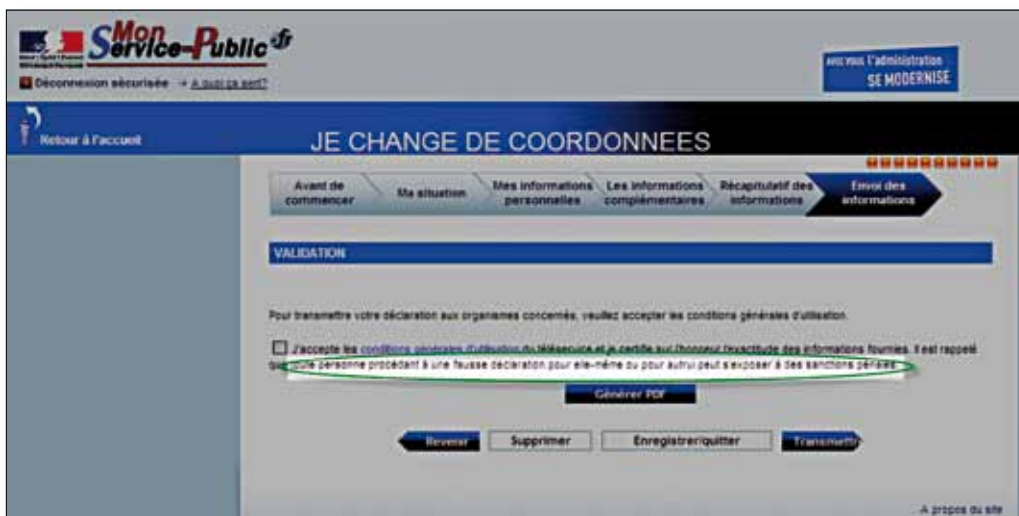 Mon
Service-Public.fr
Déconnexion sécurisée → A quoi ça sert?
AVEC VOUS l'administration
SE MODERNISE
Retour à l'accueil
JE CHANGE DE COORDONNEES
Avant de commencer
Ma situation
Mes informations personnelles
Les informations complémentaires
Récapitulatif des informations
Envoi des informations
VALIDATION
Pour transmettre votre déclaration aux organismes concernés, veuillez accepter les conditions générales d'utilisation.
J'accepte les conditions générales d'utilisation du téléservice et je certifie sur l'honneur l'exactitude des informations fournies. Il est rappelé
que toute personne procédant à une fausse déclaration pour elle-même ou pour autrui peut s'exposer à des sanctions pénales.
Générer PDF
Revenir
Supprimer
Enregistrer/quitter
Transmettre
A propos du site